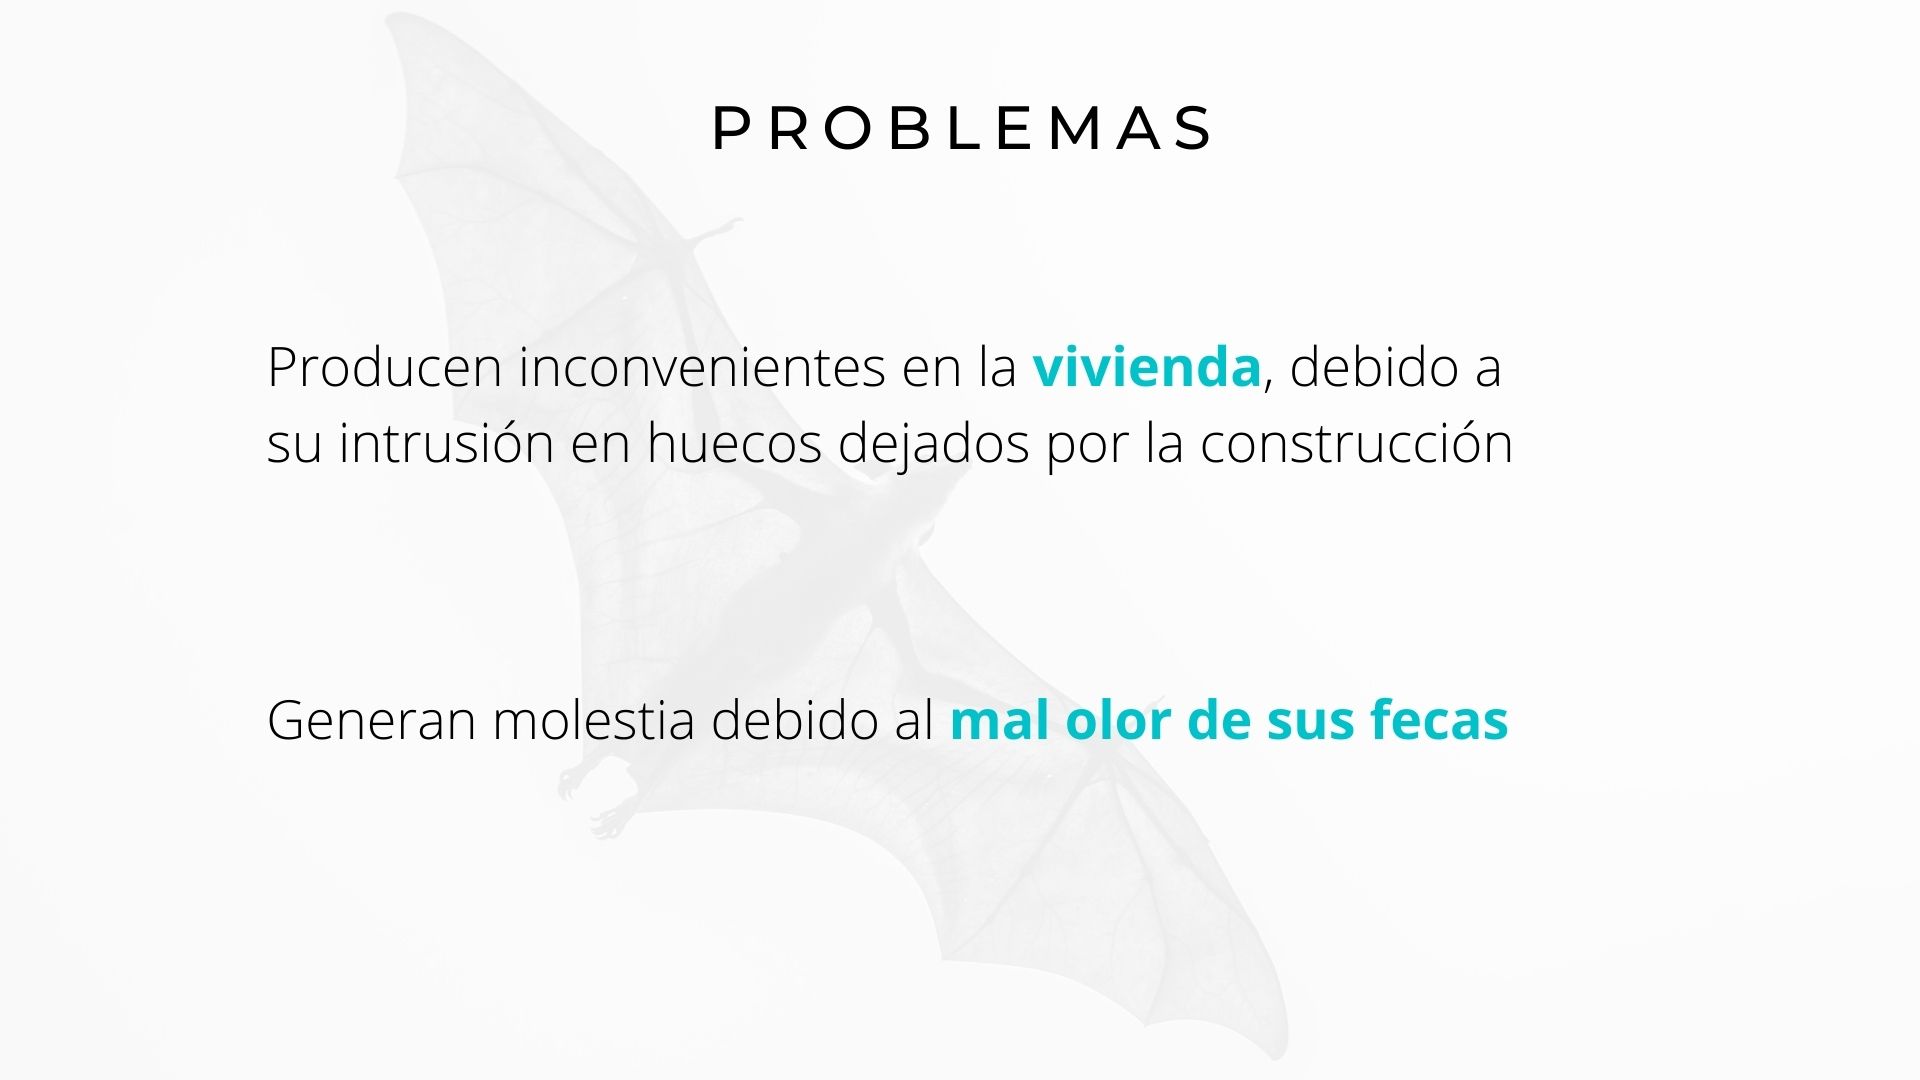 PROBLEMAS
Producen inconvenientes en la vivienda, debido a
su intrusión en huecos dejados por la construcción
Generan molestia debido al mal olor de sus fecas